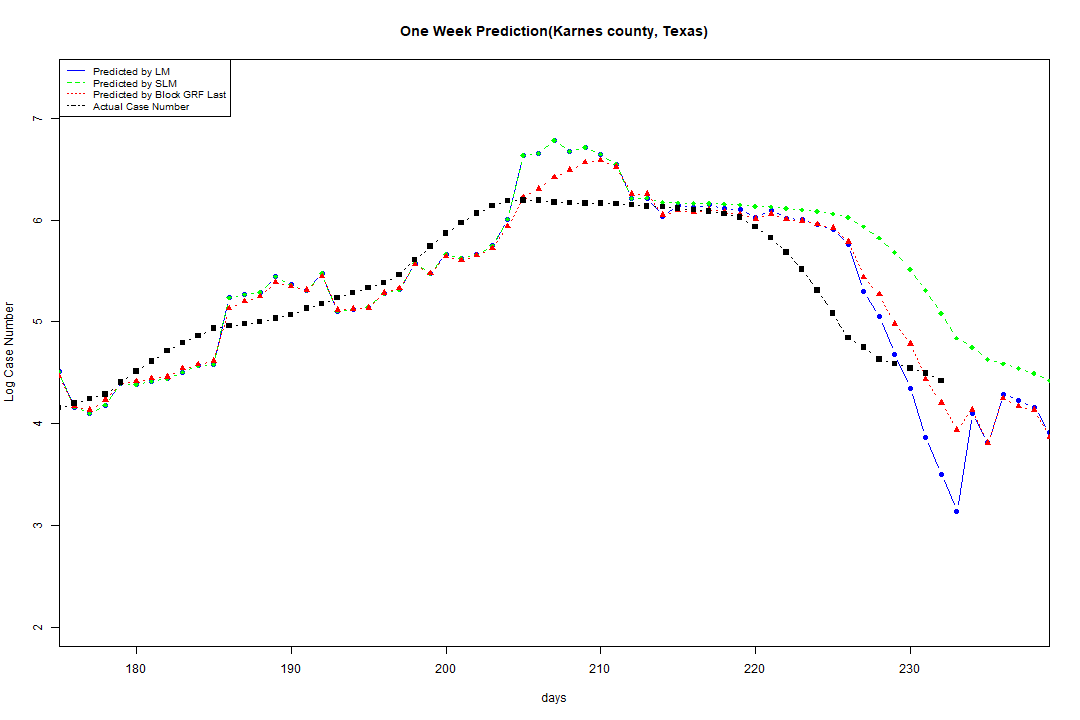 One Week Prediction(Karnes county, Texas)
Predicted by LM
Predicted by SLM
Predicted by Block GRF Last
Actual Case Number
Log Case Number
7
6
5
4
3
2
180 190 200 210 220 230
days